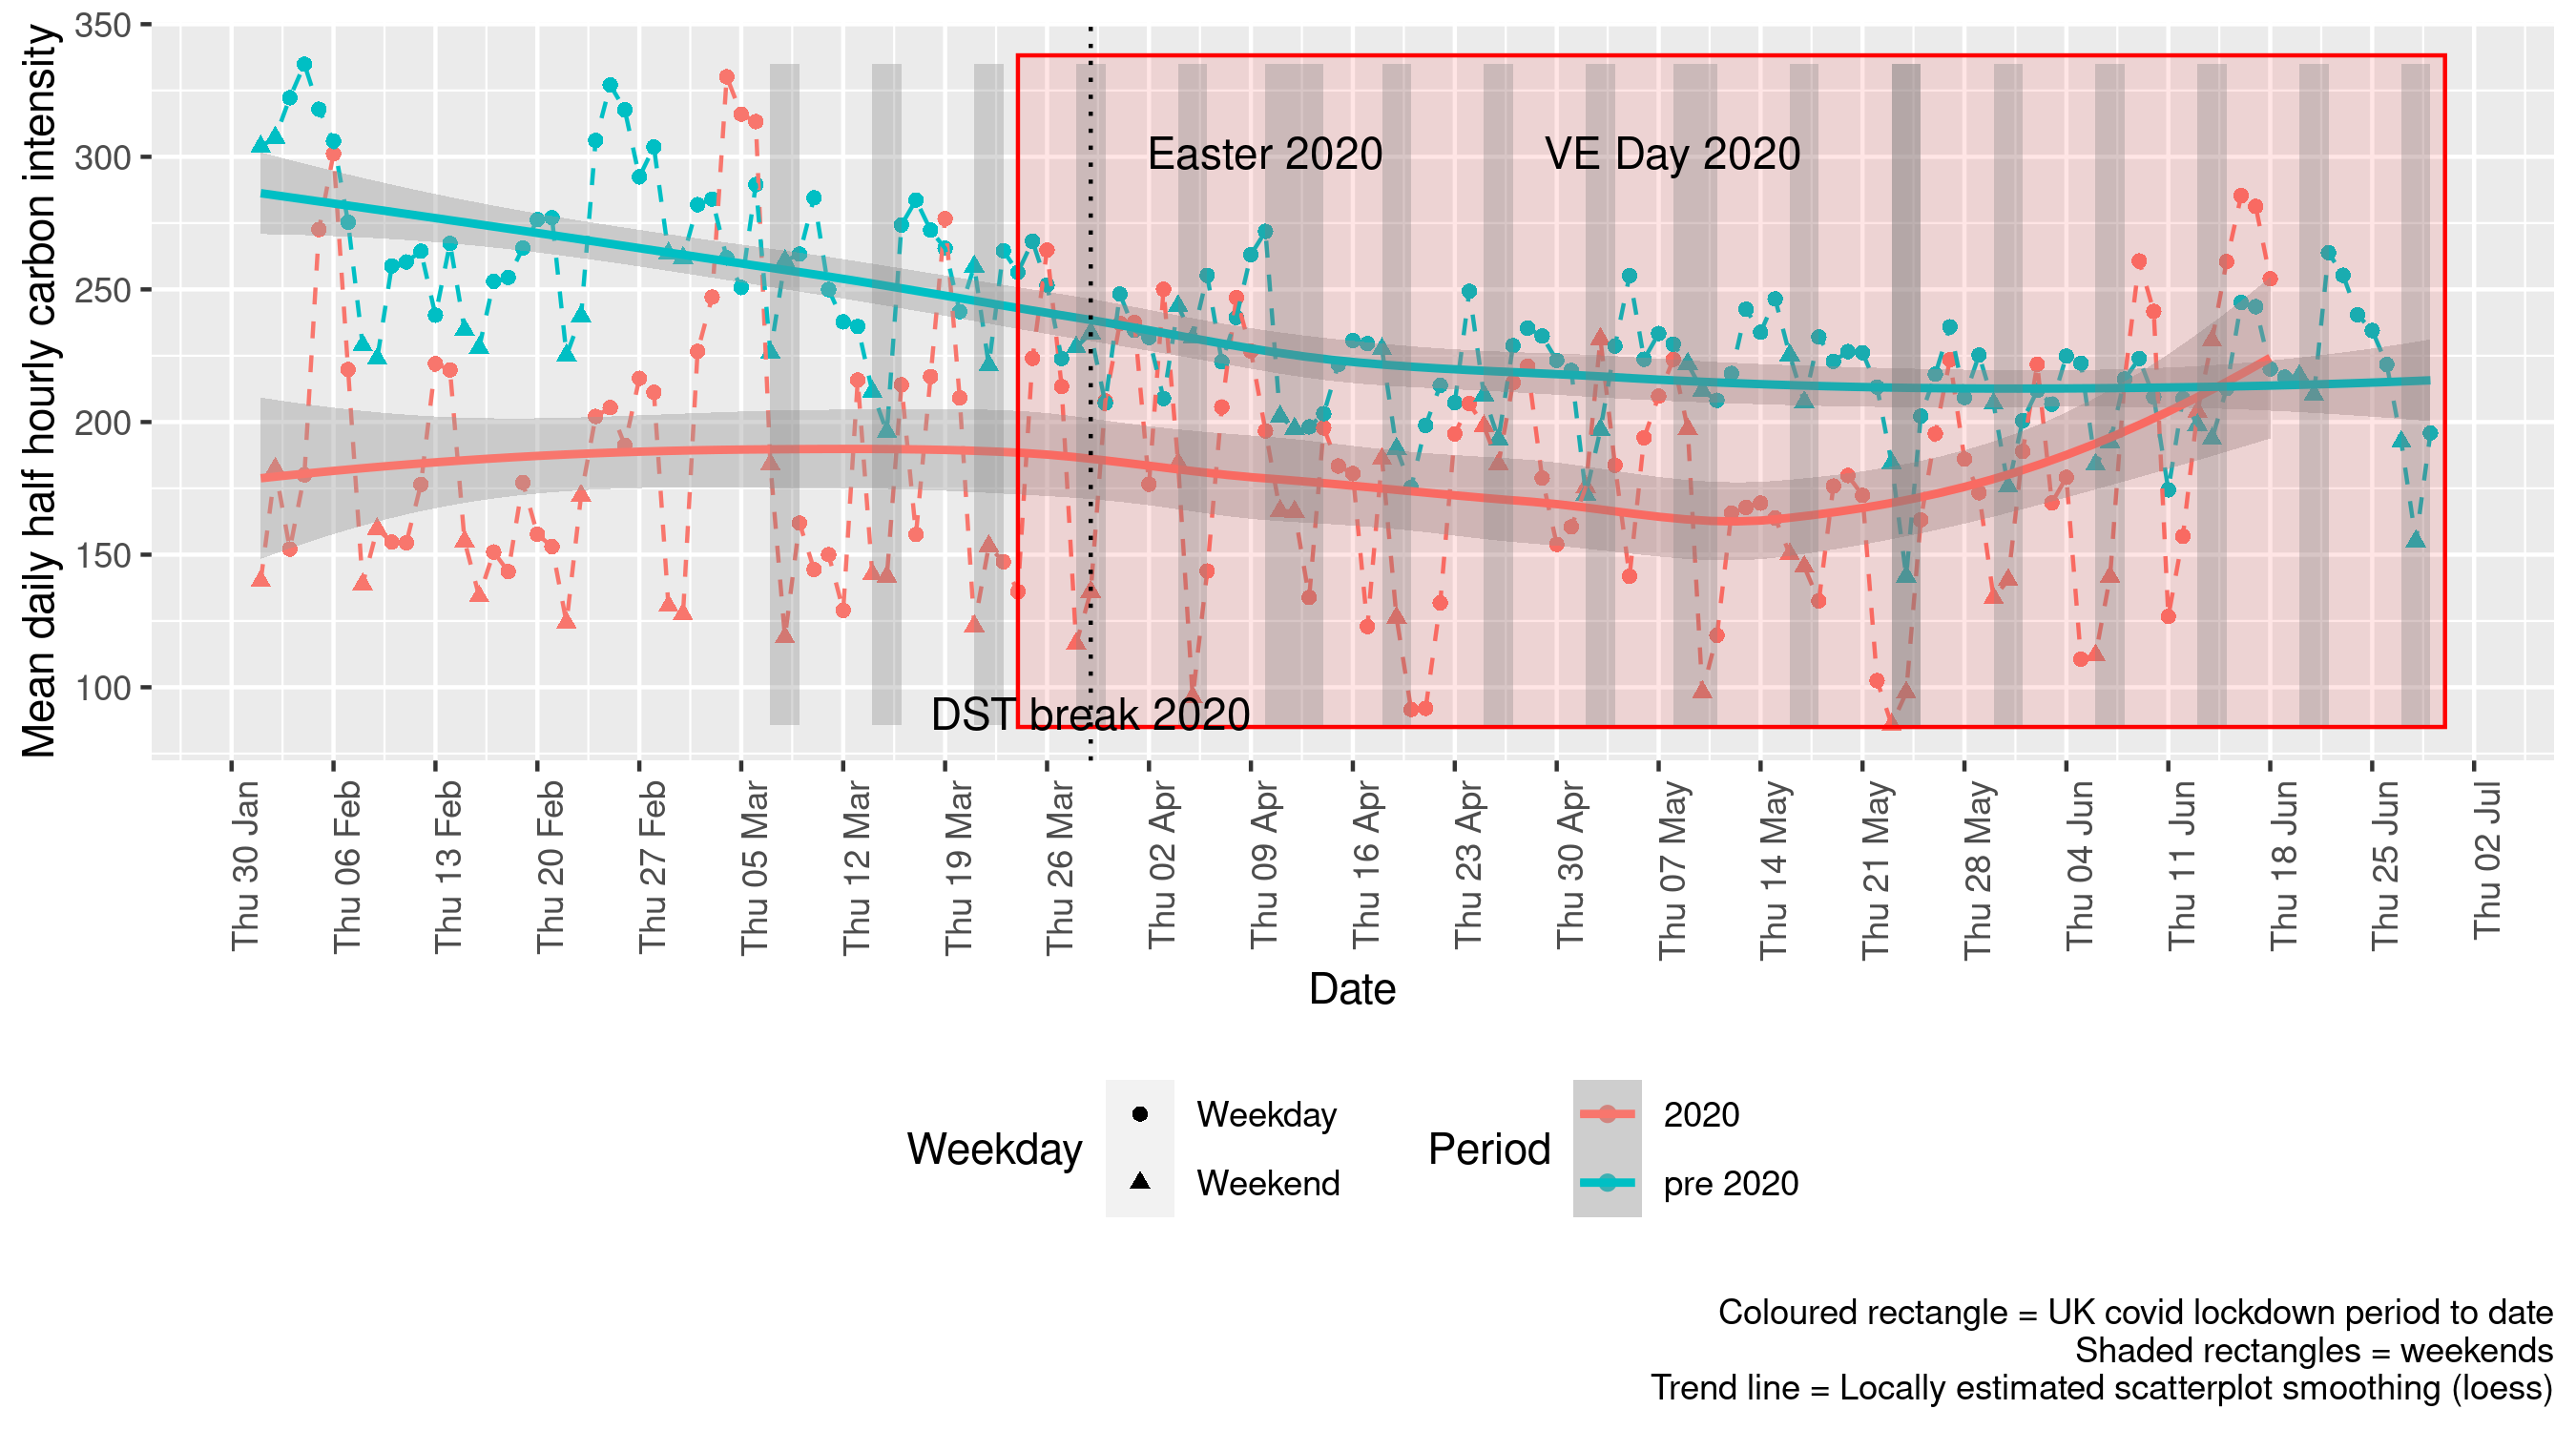 Mean daily half hourly carbon intensity
350
300
250
200
150
100
Easter 2020
VE Day 2020
DST break 2020
Thu 30 Jan
Thu 06 Feb
Thu 13 Feb
Thu 20 Feb
Thu 27 Feb
Thu 05 Mar
Thu 12 Mar
Thu 19 Mar
Thu 26 Mar
Thu 02 Apr
Thu 09 Apr
Thu 16 Apr
Thu 23 Apr
Thu 30 Apr
Thu 07 May
Thu 14 May
Thu 21 May
Thu 28 May
Thu 04 Jun
Thu 11 Jun
Thu 18 Jun
Thu 25 Jun
Thu 02 Jul
Date
Weekday
Weekday
Weekend
Period
2020
pre 2020
Coloured rectangle = UK covid lockdown period to date
Shaded rectangles = weekends
Trend line = Locally estimated scatterplot smoothing (loess)